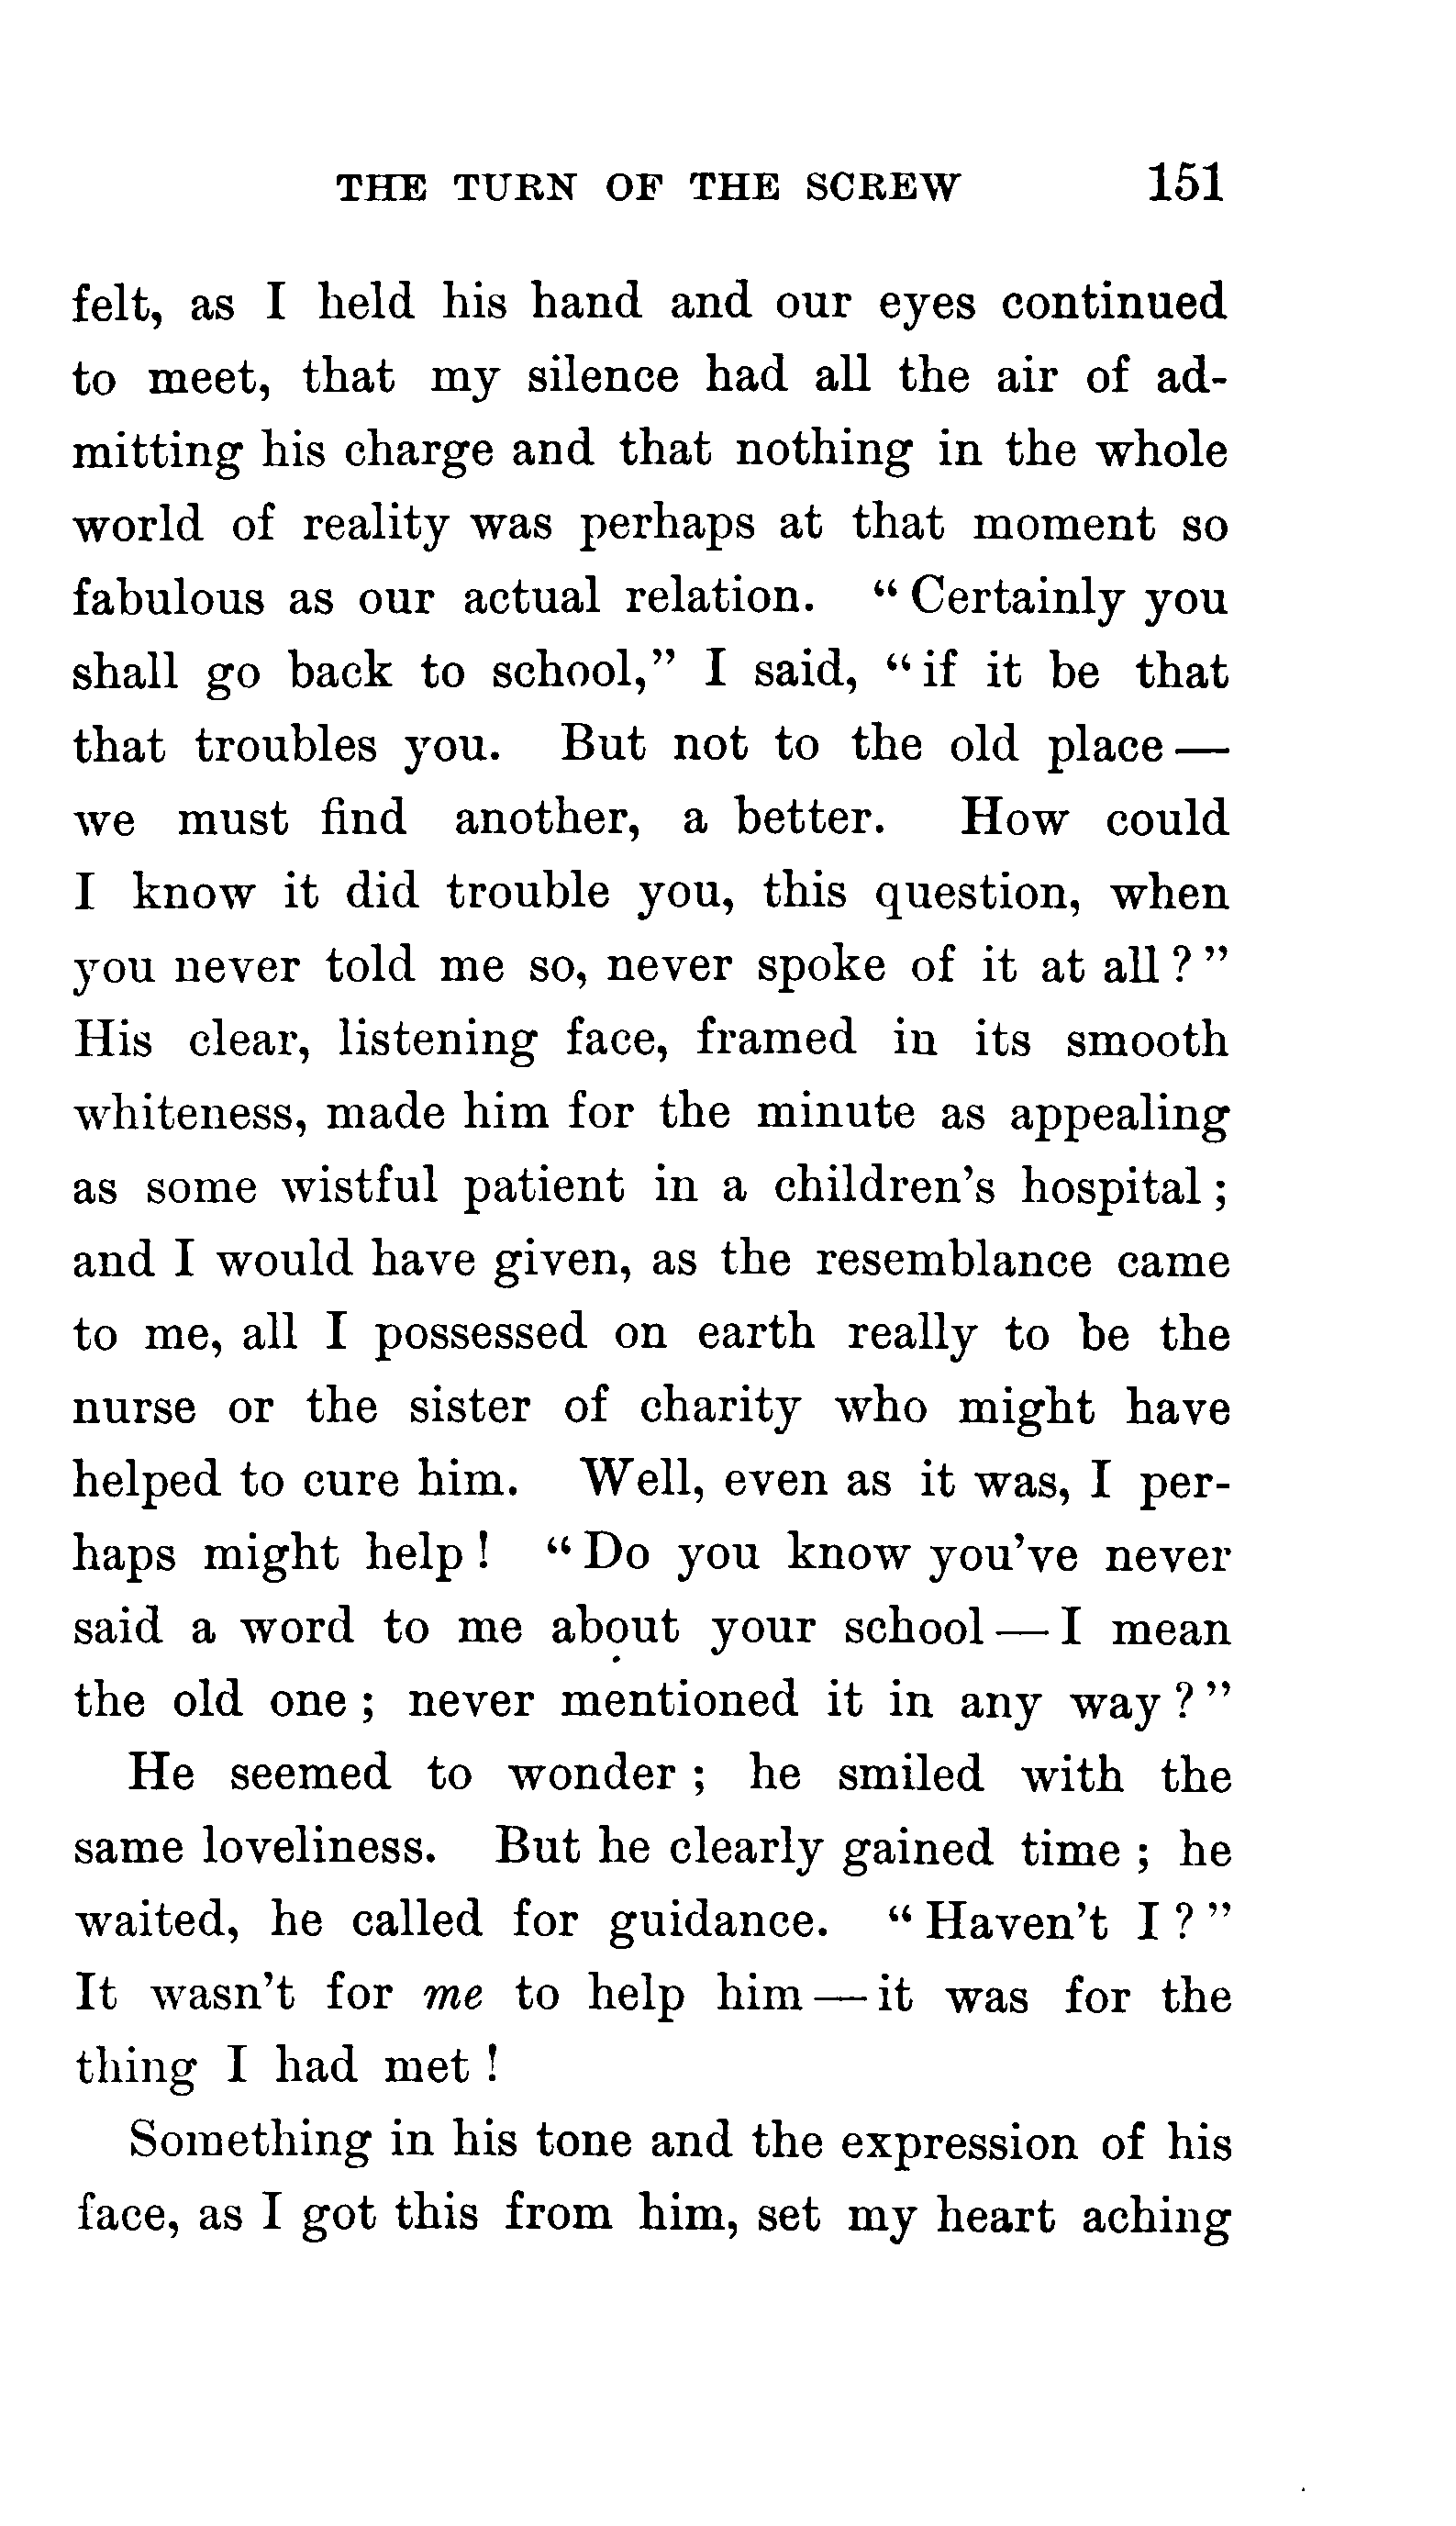 THE TURN OF THE SCREW 151
felt, as I held his hand and our eyes continued
to meet, that my silence had all the air of ad-
mitting his charge and that nothing in the whole
world of reality was perhaps at that moment so
fabulous as our actual relation. “Certainly you
shall go back to school,” I said, “if it be that
that troubles you. But not to the old place—
we must find another, a better. How could
I know it did trouble you, this question, when
you never told me so, never spoke of it at all?”
His clear, listening face, framed in its smooth
whiteness, made him for the minute as appealing
as some wistful patient in a children’s hospital;
and I would have given, as the resemblance came
to me, all I possessed on earth really to be the
nurse or the sister of charity who might have
helped to cure him. Well, even as it was, I per-
haps might help! “Do you know you’ve never
said a word to me about your school—I mean
the old one; never mentioned it in any way?”
He seemed to wonder; he smiled with the
same loveliness. But he clearly gained time; he
waited, he called for guidance. “Haven’t I?”
It wasn’t for me to help him—it was for the
thing I had met!
Something in his tone and the expression of his
face, as I got this from him, set my heart aching